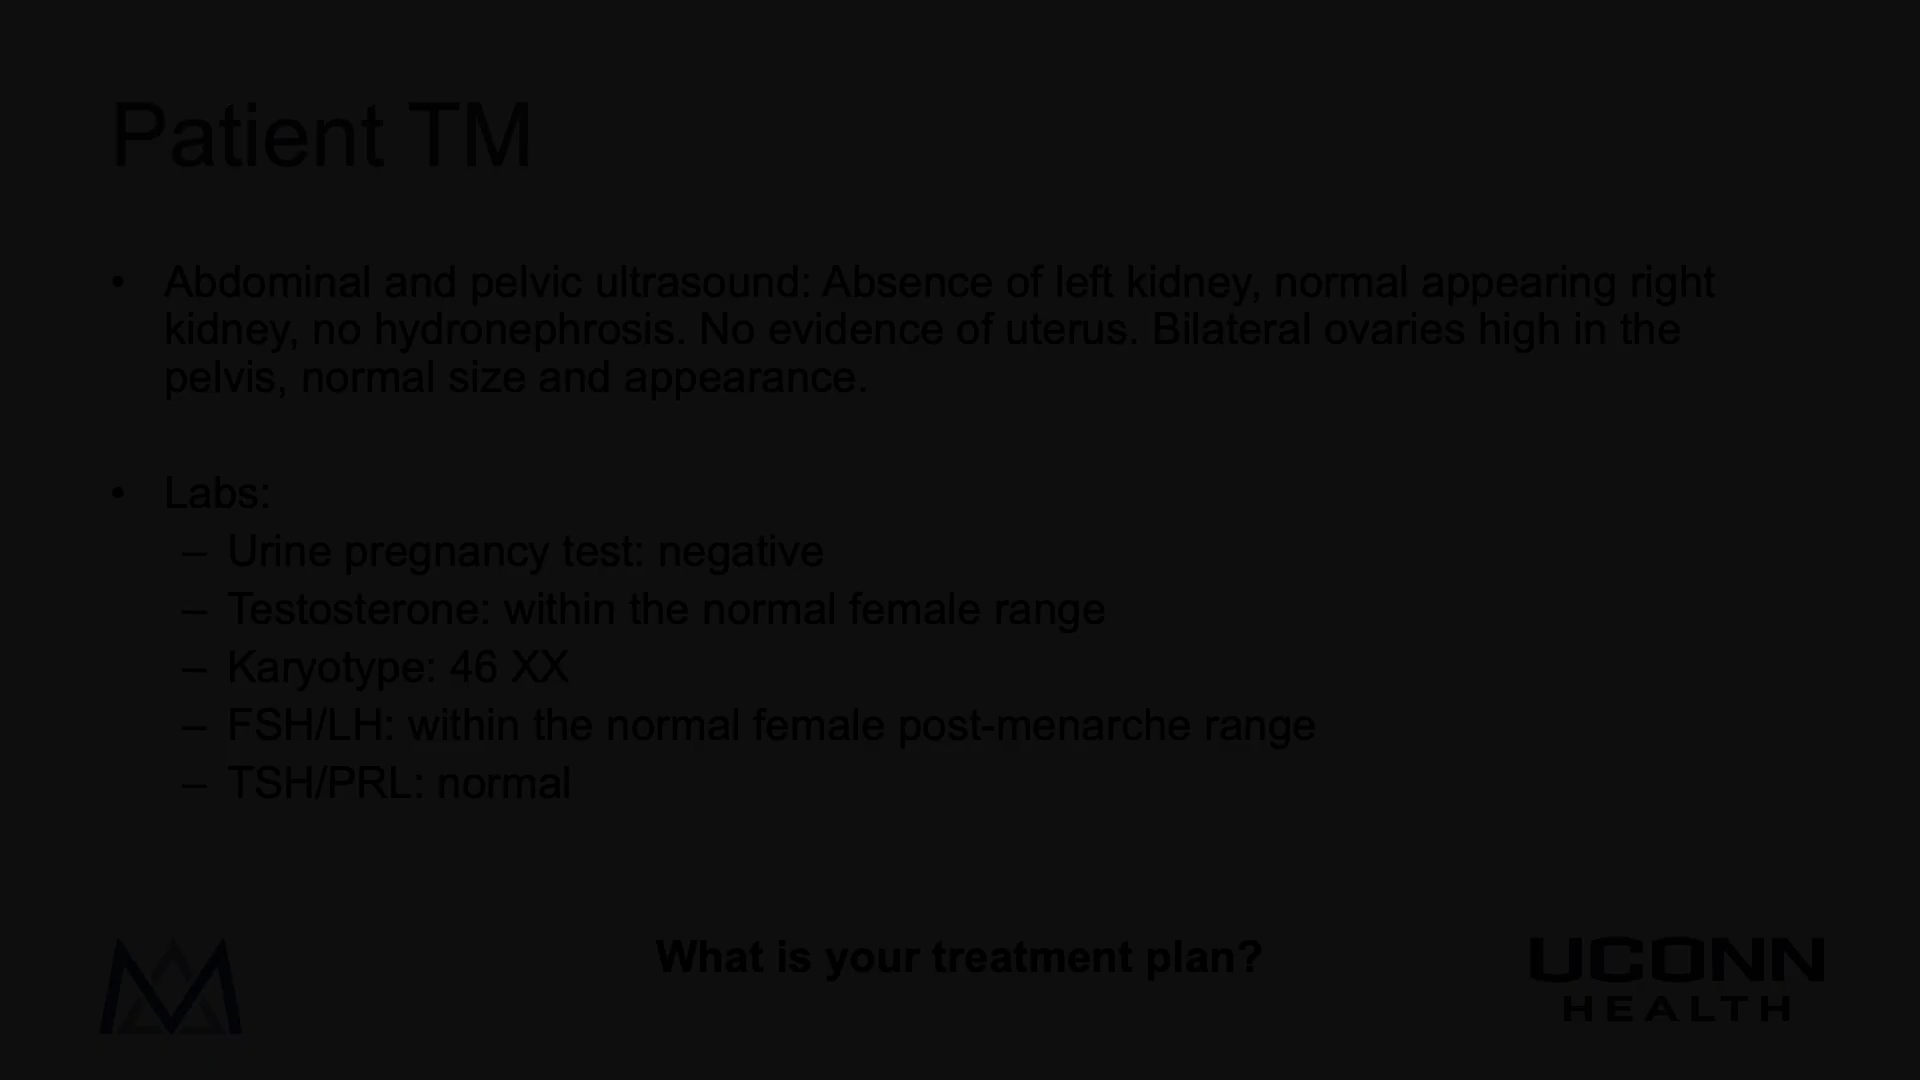 Patient TM
• Abdominal and pelvic ultrasound: Absence of left kidney, normal appearing right
kidney, no hydronephrosis. No evidence of uterus. Bilateral ovaries high in the
pelvis, normal size and appearance.
• Labs:
– Urine pregnancy test: negative
– Testosterone: within the normal female range
– Karyotype: 46 XX
– FSH/LH: within the normal female post-menarche range
– TSH/PRL: normal
What is your treatment plan?
UCONN
HEALTH